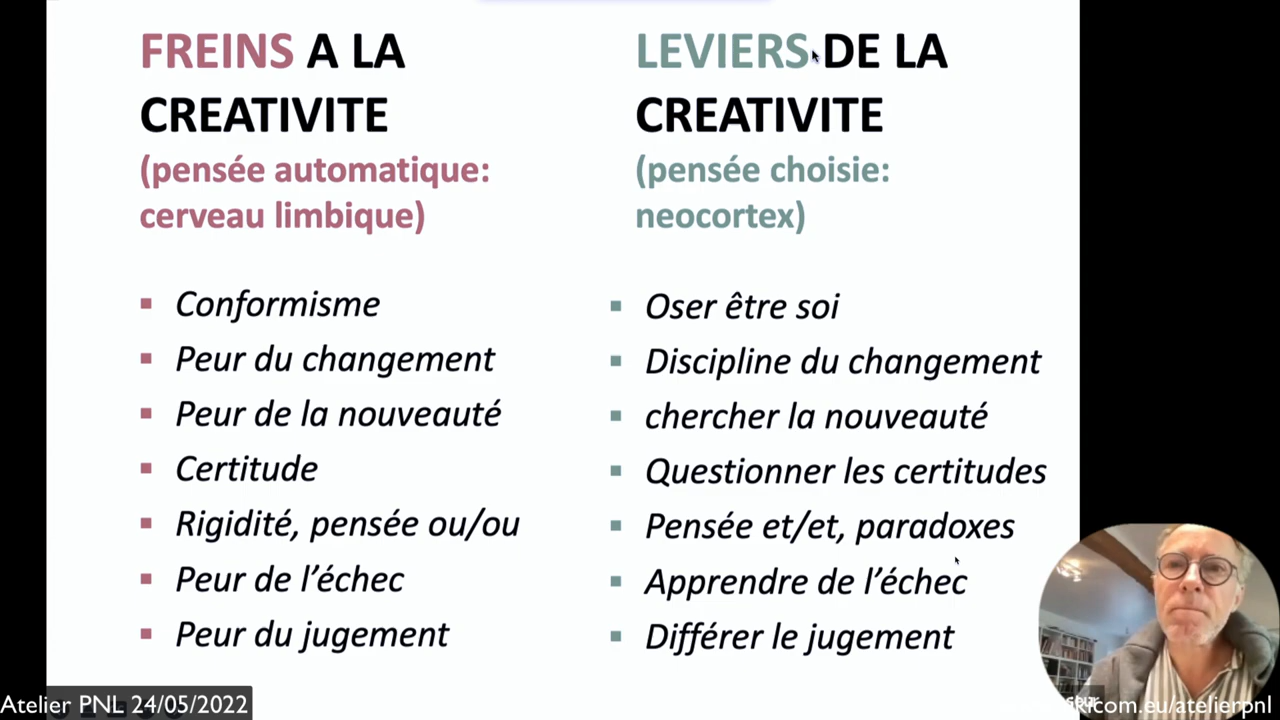 FREINS A LA
CREATIVITE
(pensée automatique:
cerveau limbique)
Conformisme
Peur du changement
Peur de la nouveauté
Certitude
Rigidité, pensée ou/ou
Peur de l'échec
Peur du jugement
LEVIERS DE LA
CREATIVITE
(pensée choisie:
neocortex)
Oser être soi
Discipline du changement
chercher la nouveauté
Questionner les certitudes
Pensée et/et, paradoxes
Apprendre de l'échec
Différer le jugement
Atelier PNL 24/05/2022